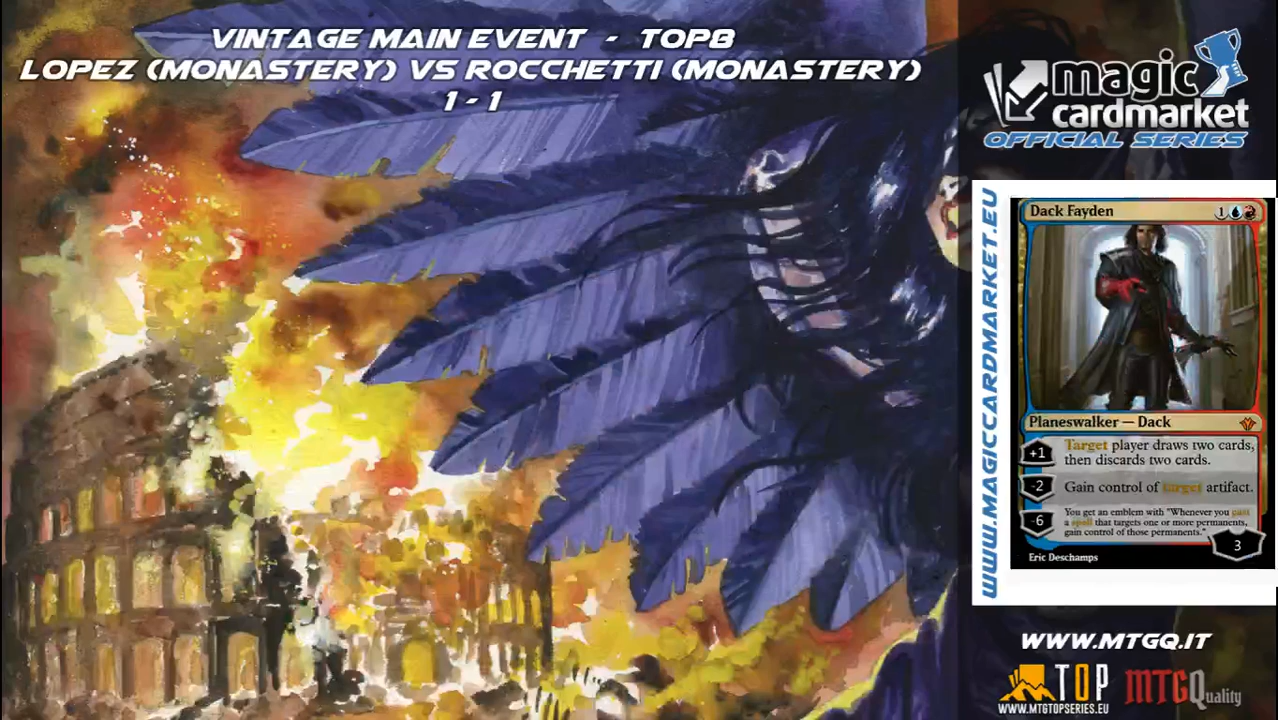 VINTAGE MAIN EVENT - TOP8
LOPEZ (MONASTERY) VS ROCCHETTI (MONASTERY)
1 - 1
magic
cardmarket
OFFICIAL SERIES
WWW.MAGICCARDMARKET.EU
Dack Fayden
1
Planeswalker — Dack
+1
Target player draws two cards,
then discards two cards.
-2
Gain control of target artifact.
-6
You get an emblem with "Whenever you cast
a spell that targets one or more permanents,
gain control of those permanents."
3
Eric Deschamps
WWW.MTGQ.IT
TOP
WWW.MTGTOPSERIES.EU
MTGQuality